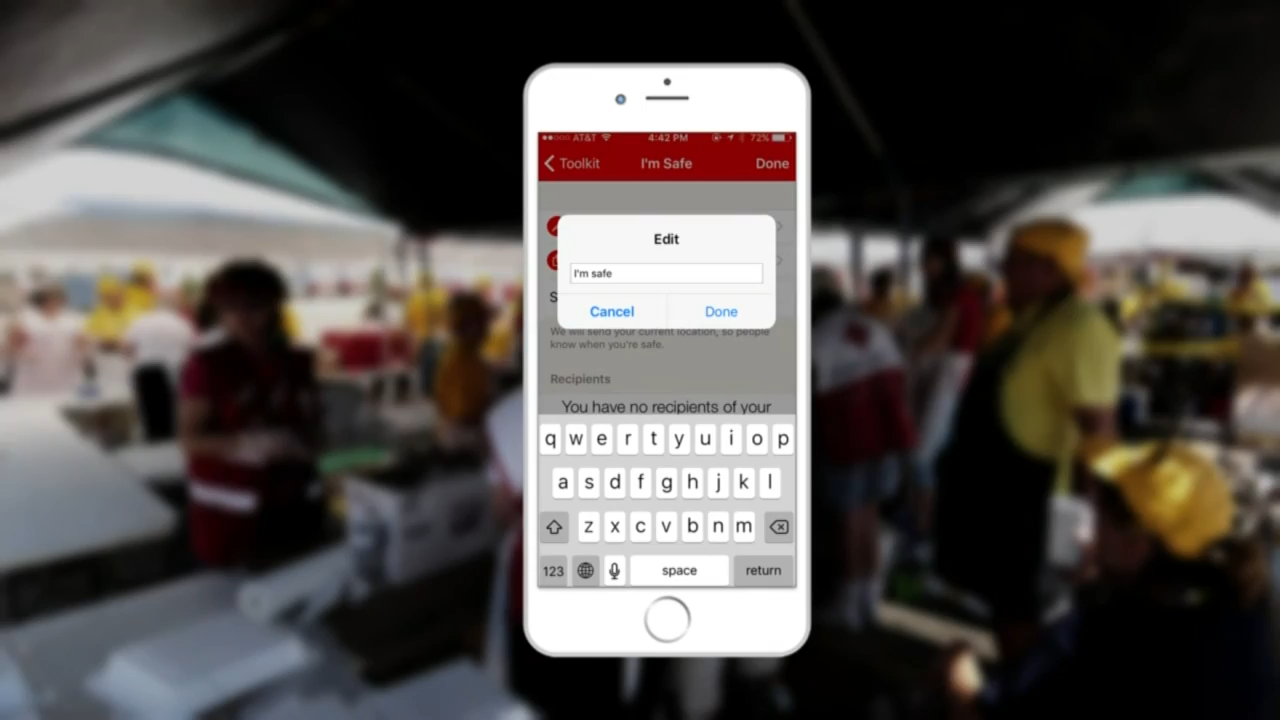 AT&T 4:42 PM 72%
Toolkit I'm Safe Done
Edit
I'm safe
S
Cancel Done
We will send your current location, so people
know when you're safe.
Recipients
You have no recipients of your
q w e r t y u i o p
a s d f g h j k l
z x c v b n m
123 space return